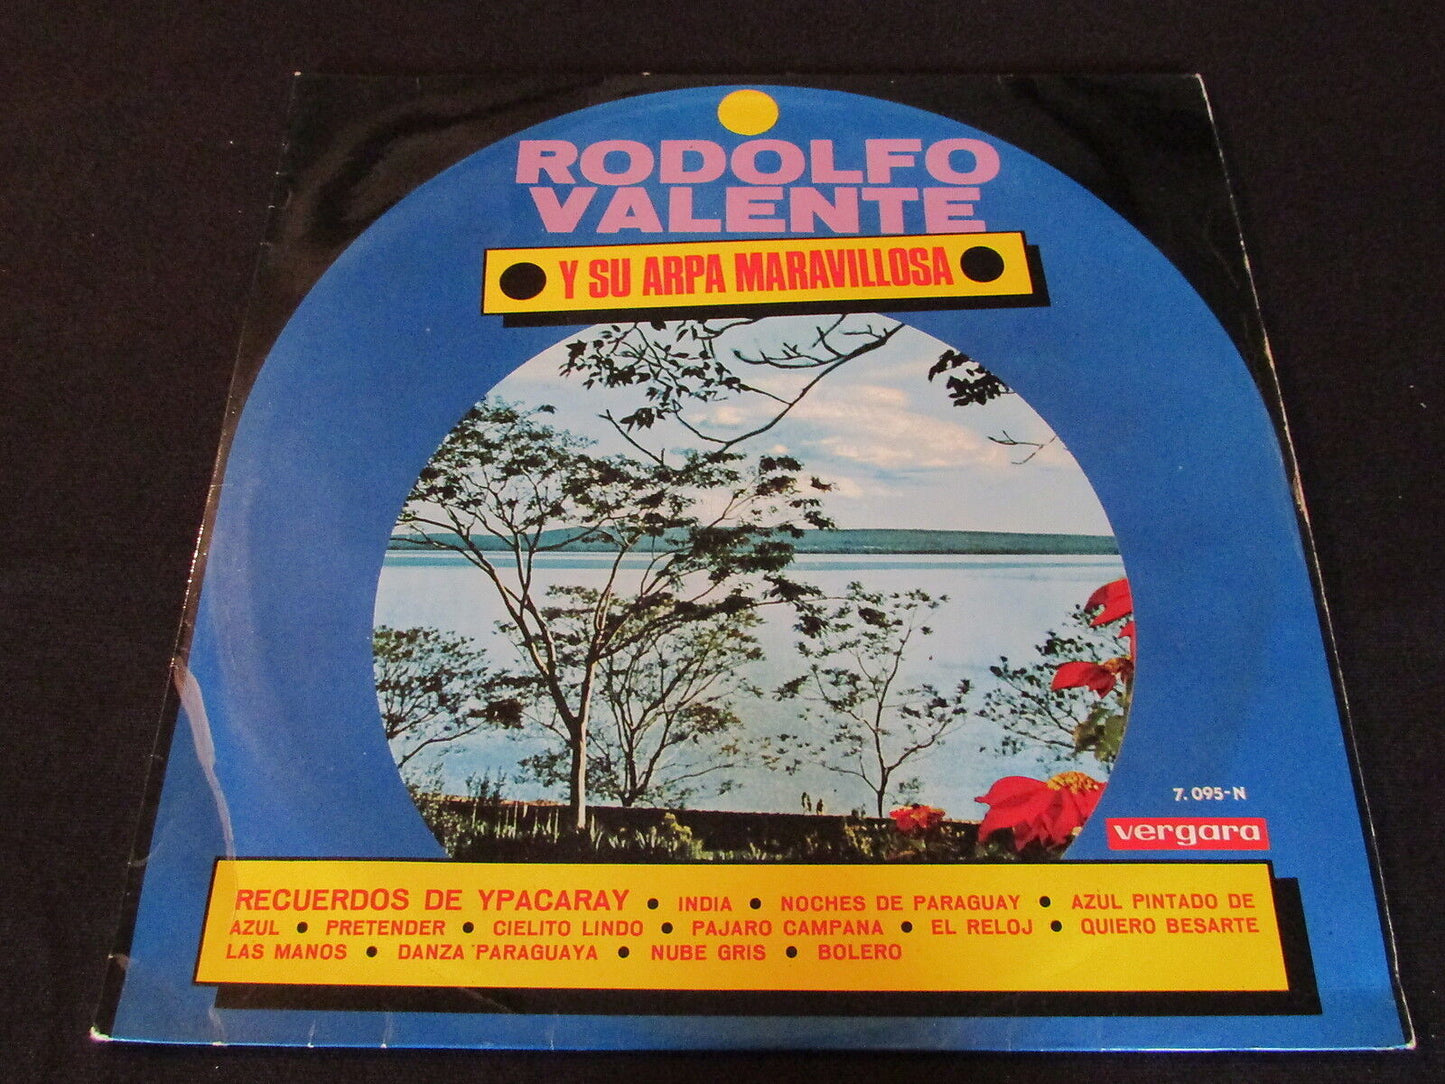 RODOLFO
VALENTE
Y SU ARPA MARAVILLOSA
7.095-N
vergara
RECUERDOS DE YPACARAY • INDIA • NOCHES DE PARAGUAY • AZUL PINTADO DE
AZUL • PRETENDER • CIELITO LINDO • PAJARO CAMPANA • EL RELOJ • QUIERO BESARTE
LAS MANOS • DANZA PARAGUAYA • NUBE GRIS • BOLERO